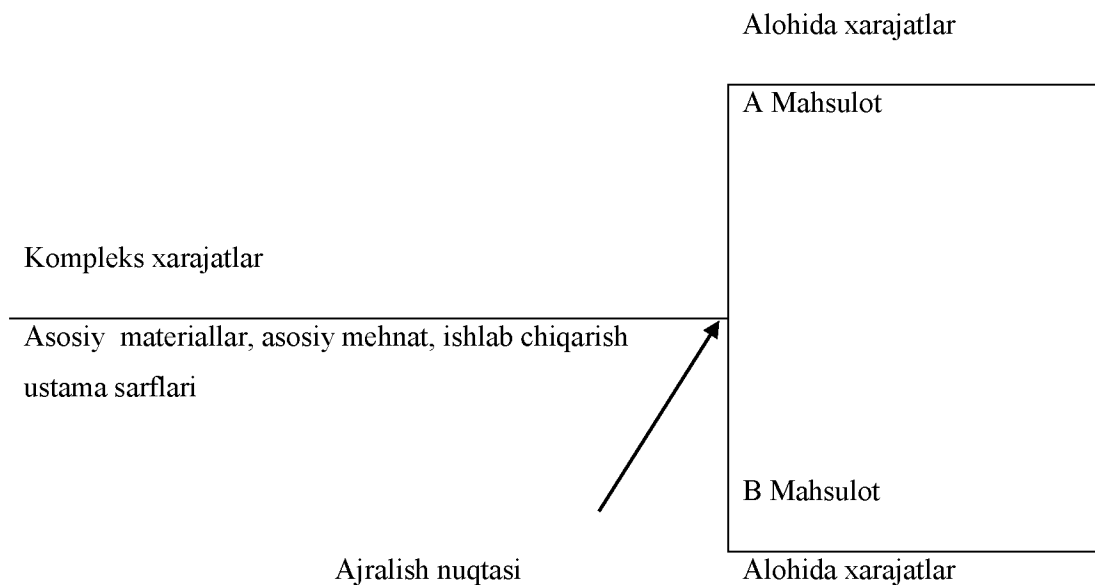 Alohida xarajatlar
A Mahsulot
Kompleks xarajatlar
Asosiy  materiallar, asosiy mehnat, ishlab chiqarish
ustama sarflari
B Mahsulot
Ajralish nuqtasi
Alohida xarajatlar